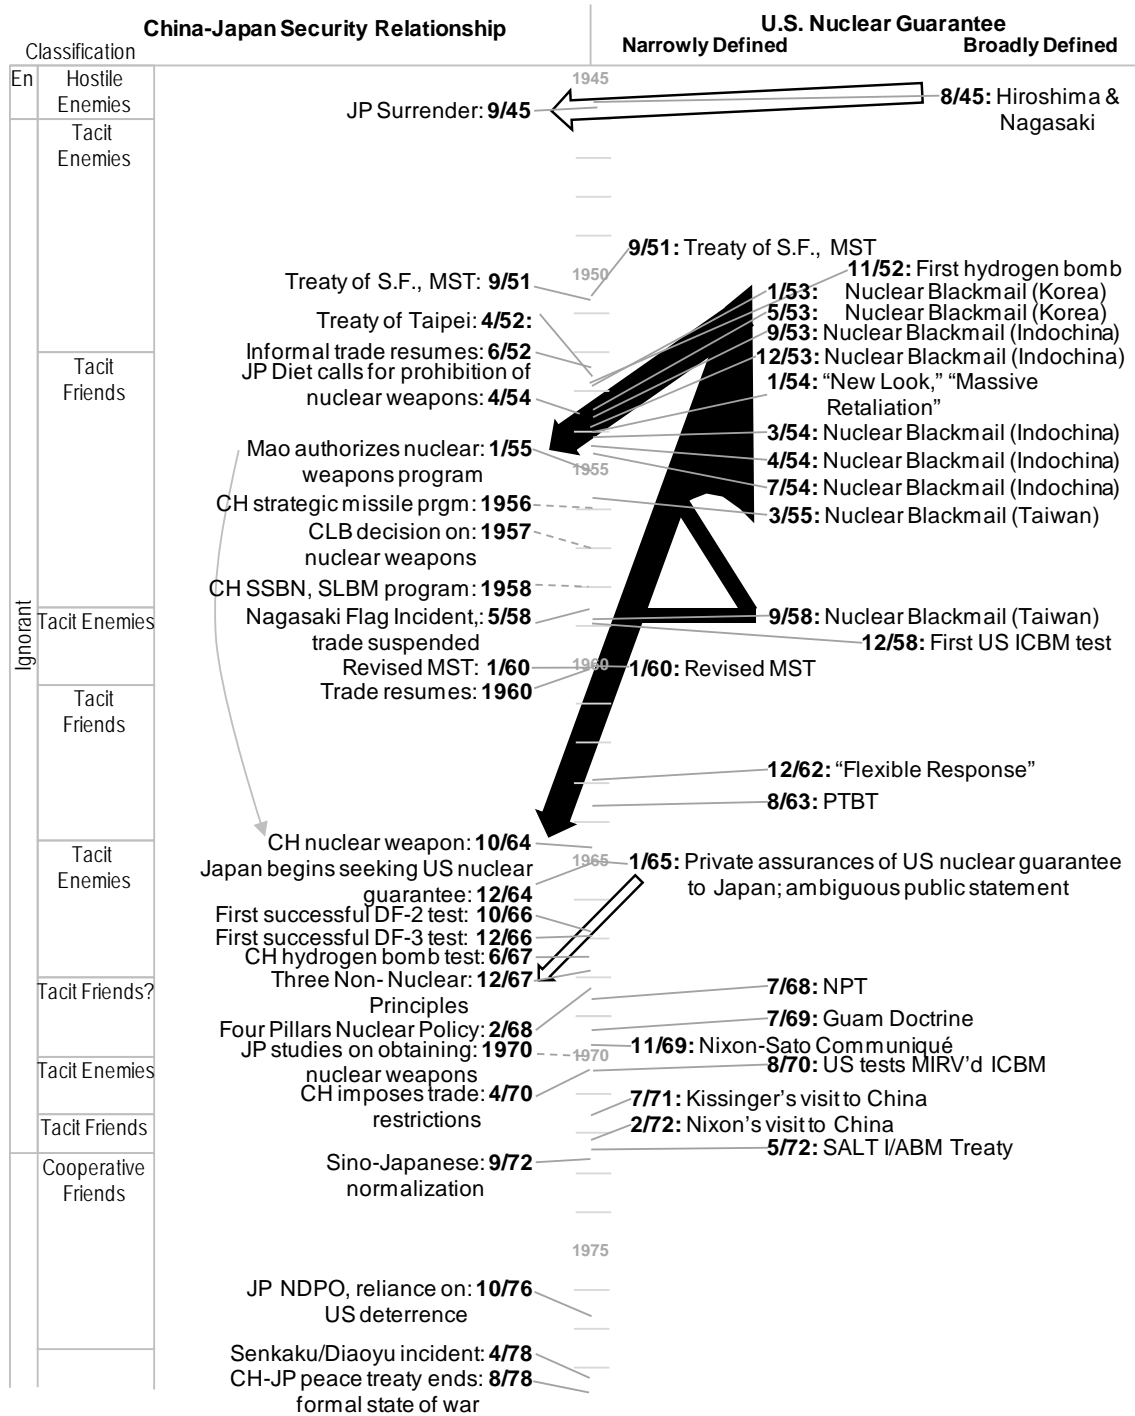 China-Japan Security Relationship
U.S. Nuclear Guarantee
Narrowly Defined
Broadly Defined
Classification
En
Hostile
Enemies
Tacit
Enemies
Ignorant
Tacit
Friends
Tacit Enemies
Tacit
Friends
Tacit
Enemies
Tacit Friends?
Tacit Enemies
Tacit Friends
Cooperative
Friends
JP Surrender: 9/45
Treaty of S.F., MST: 9/51
Treaty of Taipei: 4/52:
Informal trade resumes: 6/52
JP Diet calls for prohibition of
nuclear weapons: 4/54
Mao authorizes nuclear: 1/55
weapons program
CH strategic missile prgm: 1956
CLB decision on: 1957
nuclear weapons
CH SSBN, SLBM program: 1958
Nagasaki Flag Incident,: 5/58
trade suspended
Revised MST: 1/60
Trade resumes: 1960
CH nuclear weapon: 10/64
Japan begins seeking US nuclear
guarantee: 12/64
First successful DF-2 test: 10/66
First successful DF-3 test: 12/66
CH hydrogen bomb test: 6/67
Three Non- Nuclear: 12/67
Principles
Four Pillars Nuclear Policy: 2/68
JP studies on obtaining: 1970
nuclear weapons
CH imposes trade: 4/70
restrictions
Sino-Japanese: 9/72
normalization
JP NDPO, reliance on: 10/76
US deterrence
Senkaku/Diaoyu incident: 4/78
CH-JP peace treaty ends: 8/78
formal state of war
1945
1950
1955
1960
1965
1970
1975
8/45: Hiroshima &
Nagasaki
9/51: Treaty of S.F., MST
11/52: First hydrogen bomb
1/53: Nuclear Blackmail (Korea)
5/53: Nuclear Blackmail (Korea)
9/53: Nuclear Blackmail (Indochina)
12/53: Nuclear Blackmail (Indochina)
1/54: “New Look,” “Massive
Retaliation”
3/54: Nuclear Blackmail (Indochina)
4/54: Nuclear Blackmail (Indochina)
7/54: Nuclear Blackmail (Indochina)
3/55: Nuclear Blackmail (Taiwan)
9/58: Nuclear Blackmail (Taiwan)
12/58: First US ICBM test
1/60: Revised MST
12/62: “Flexible Response”
8/63: PTBT
1/65: Private assurances of US nuclear guarantee
to Japan; ambiguous public statement
7/68: NPT
7/69: Guam Doctrine
11/69: Nixon-Sato Communiqué
8/70: US tests MIRV’d ICBM
7/71: Kissinger’s visit to China
2/72: Nixon’s visit to China
5/72: SALT I/ABM Treaty